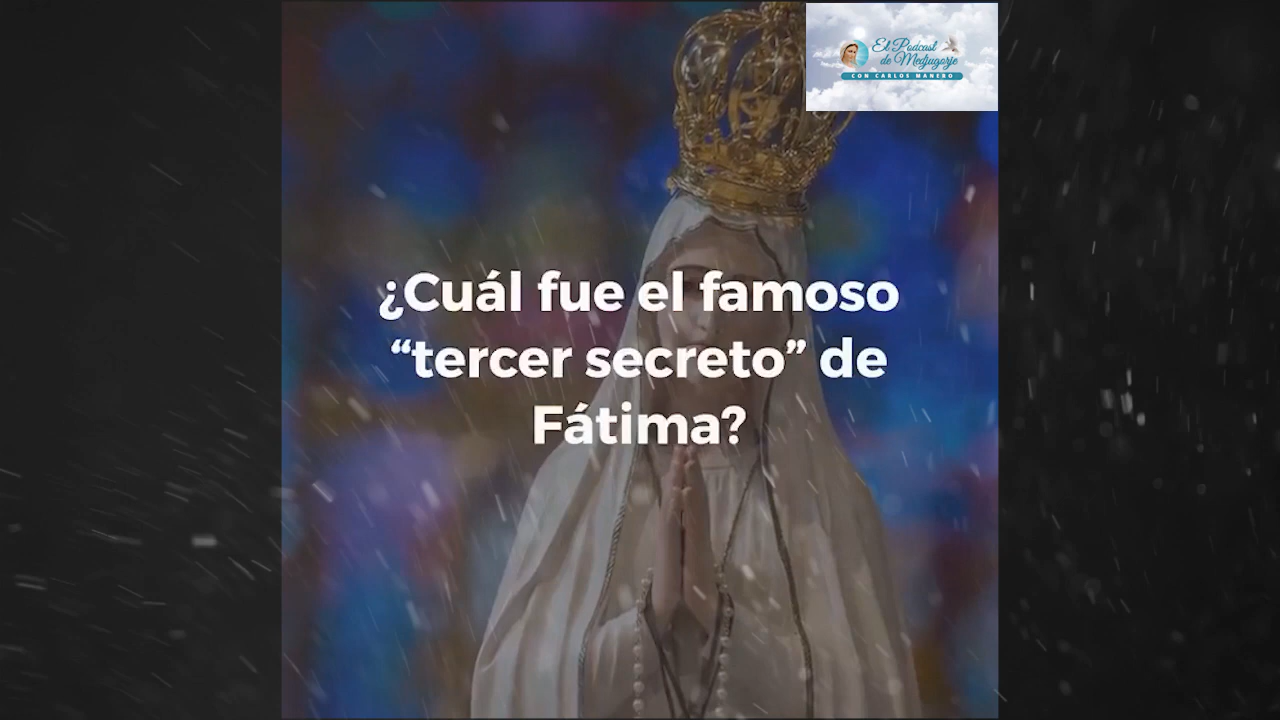 El Podcast
de Medjugorje
CON CARLOS MANERO
¿Cuál fue el famoso
“tercer secreto” de
Fátima?